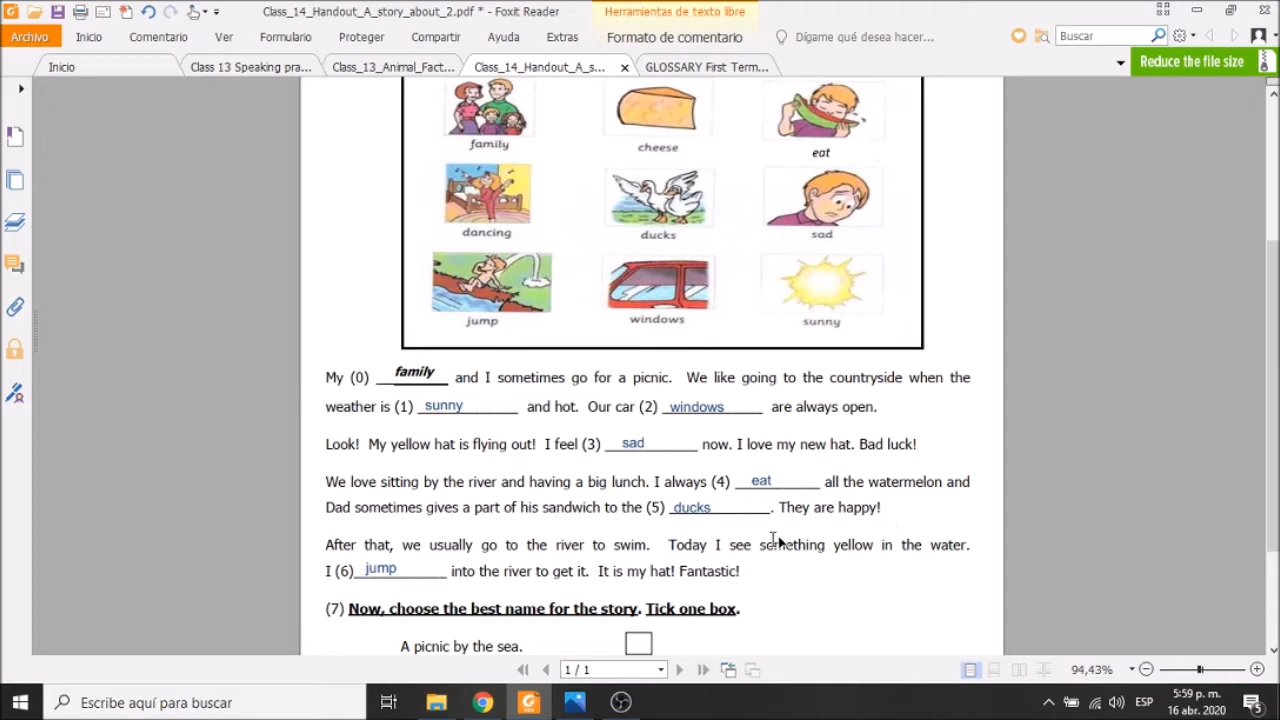 Class_14_Handout_A_story_about_2.pdf * - Foxit Reader
Herramientas de texto libre
Archivo Inicio Comentario Ver Formulario Proteger Compartir Ayuda Extras Formato de comentario Dígame qué desea hacer... Buscar
Inicio Class 13 Speaking pra... Class_13_Animal_Fact... Class_14_Handout_A_s... GLOSSARY First Term... Reduce the file size
family cheese eat
dancing ducks sad
jump windows sunny
My (0) family and I sometimes go for a picnic. We like going to the countryside when the
weather is (1) sunny and hot. Our car (2) windows are always open.
Look! My yellow hat is flying out! I feel (3) sad now. I love my new hat. Bad luck!
We love sitting by the river and having a big lunch. I always (4) eat all the watermelon and
Dad sometimes gives a part of his sandwich to the (5) ducks. They are happy!
After that, we usually go to the river to swim. Today I see something yellow in the water.
I (6) jump into the river to get it. It is my hat! Fantastic!
(7) Now, choose the best name for the story. Tick one box.
A picnic by the sea.
1 / 1 94,43%
Escribe aquí para buscar ESP 5:59 p. m.
16 abr. 2020 5